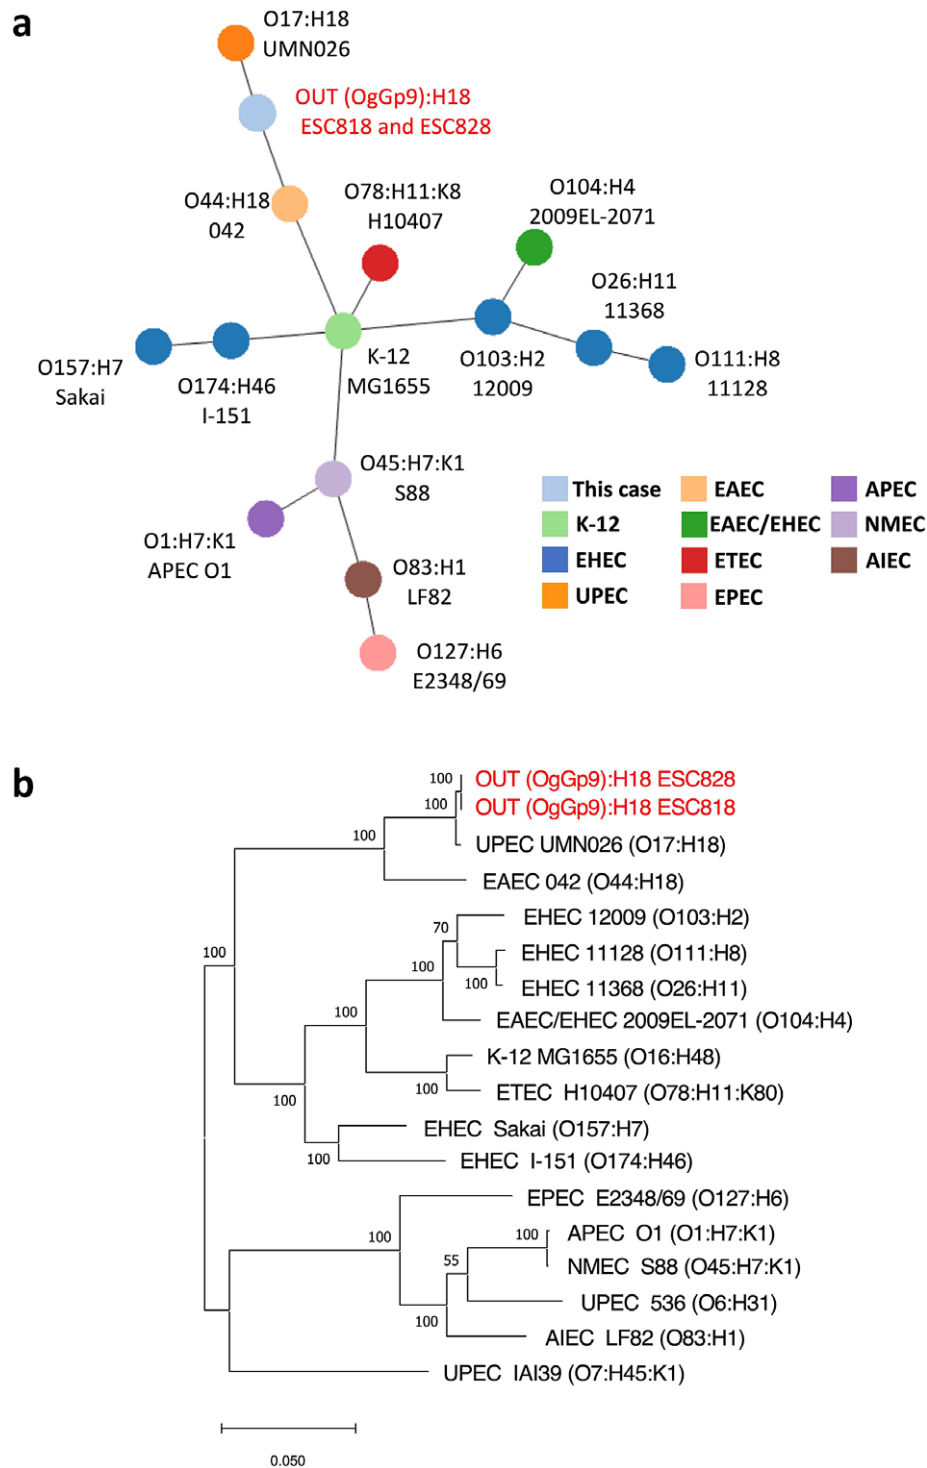 a
O17:H18
UMN026
OUT (OgGp9):H18
ESC818 and ESC828
O44:H18
042
O78:H11:K8
H10407
O104:H4
2009EL-2071
O26:H11
11368
O157:H7
Sakai
O174:H46
I-151
K-12
MG1655
O103:H2
12009
O111:H8
11128
O45:H7:K1
S88
O1:H7:K1
APEC O1
O83:H1
LF82
O127:H6
E2348/69
This case
K-12
EHEC
UPEC
EAEC
EAEC/EHEC
ETEC
EPEC
APEC
NMEC
AIEC
b
100
OUT (OgGp9):H18 ESC828
100
OUT (OgGp9):H18 ESC818
100
UPEC UMN026 (O17:H18)
EAEC 042 (O44:H18)
EHEC 12009 (O103:H2)
70
100
EHEC 11128 (O111:H8)
100
100
EHEC 11368 (O26:H11)
100
EAEC/EHEC 2009EL-2071 (O104:H4)
K-12 MG1655 (O16:H48)
100
ETEC H10407 (O78:H11:K80)
100
EHEC Sakai (O157:H7)
100
EHEC I-151 (O174:H46)
EPEC E2348/69 (O127:H6)
100
100
APEC O1 (O1:H7:K1)
55
NMEC S88 (O45:H7:K1)
UPEC 536 (O6:H31)
100
AIEC LF82 (O83:H1)
UPEC IAI39 (O7:H45:K1)
0.050